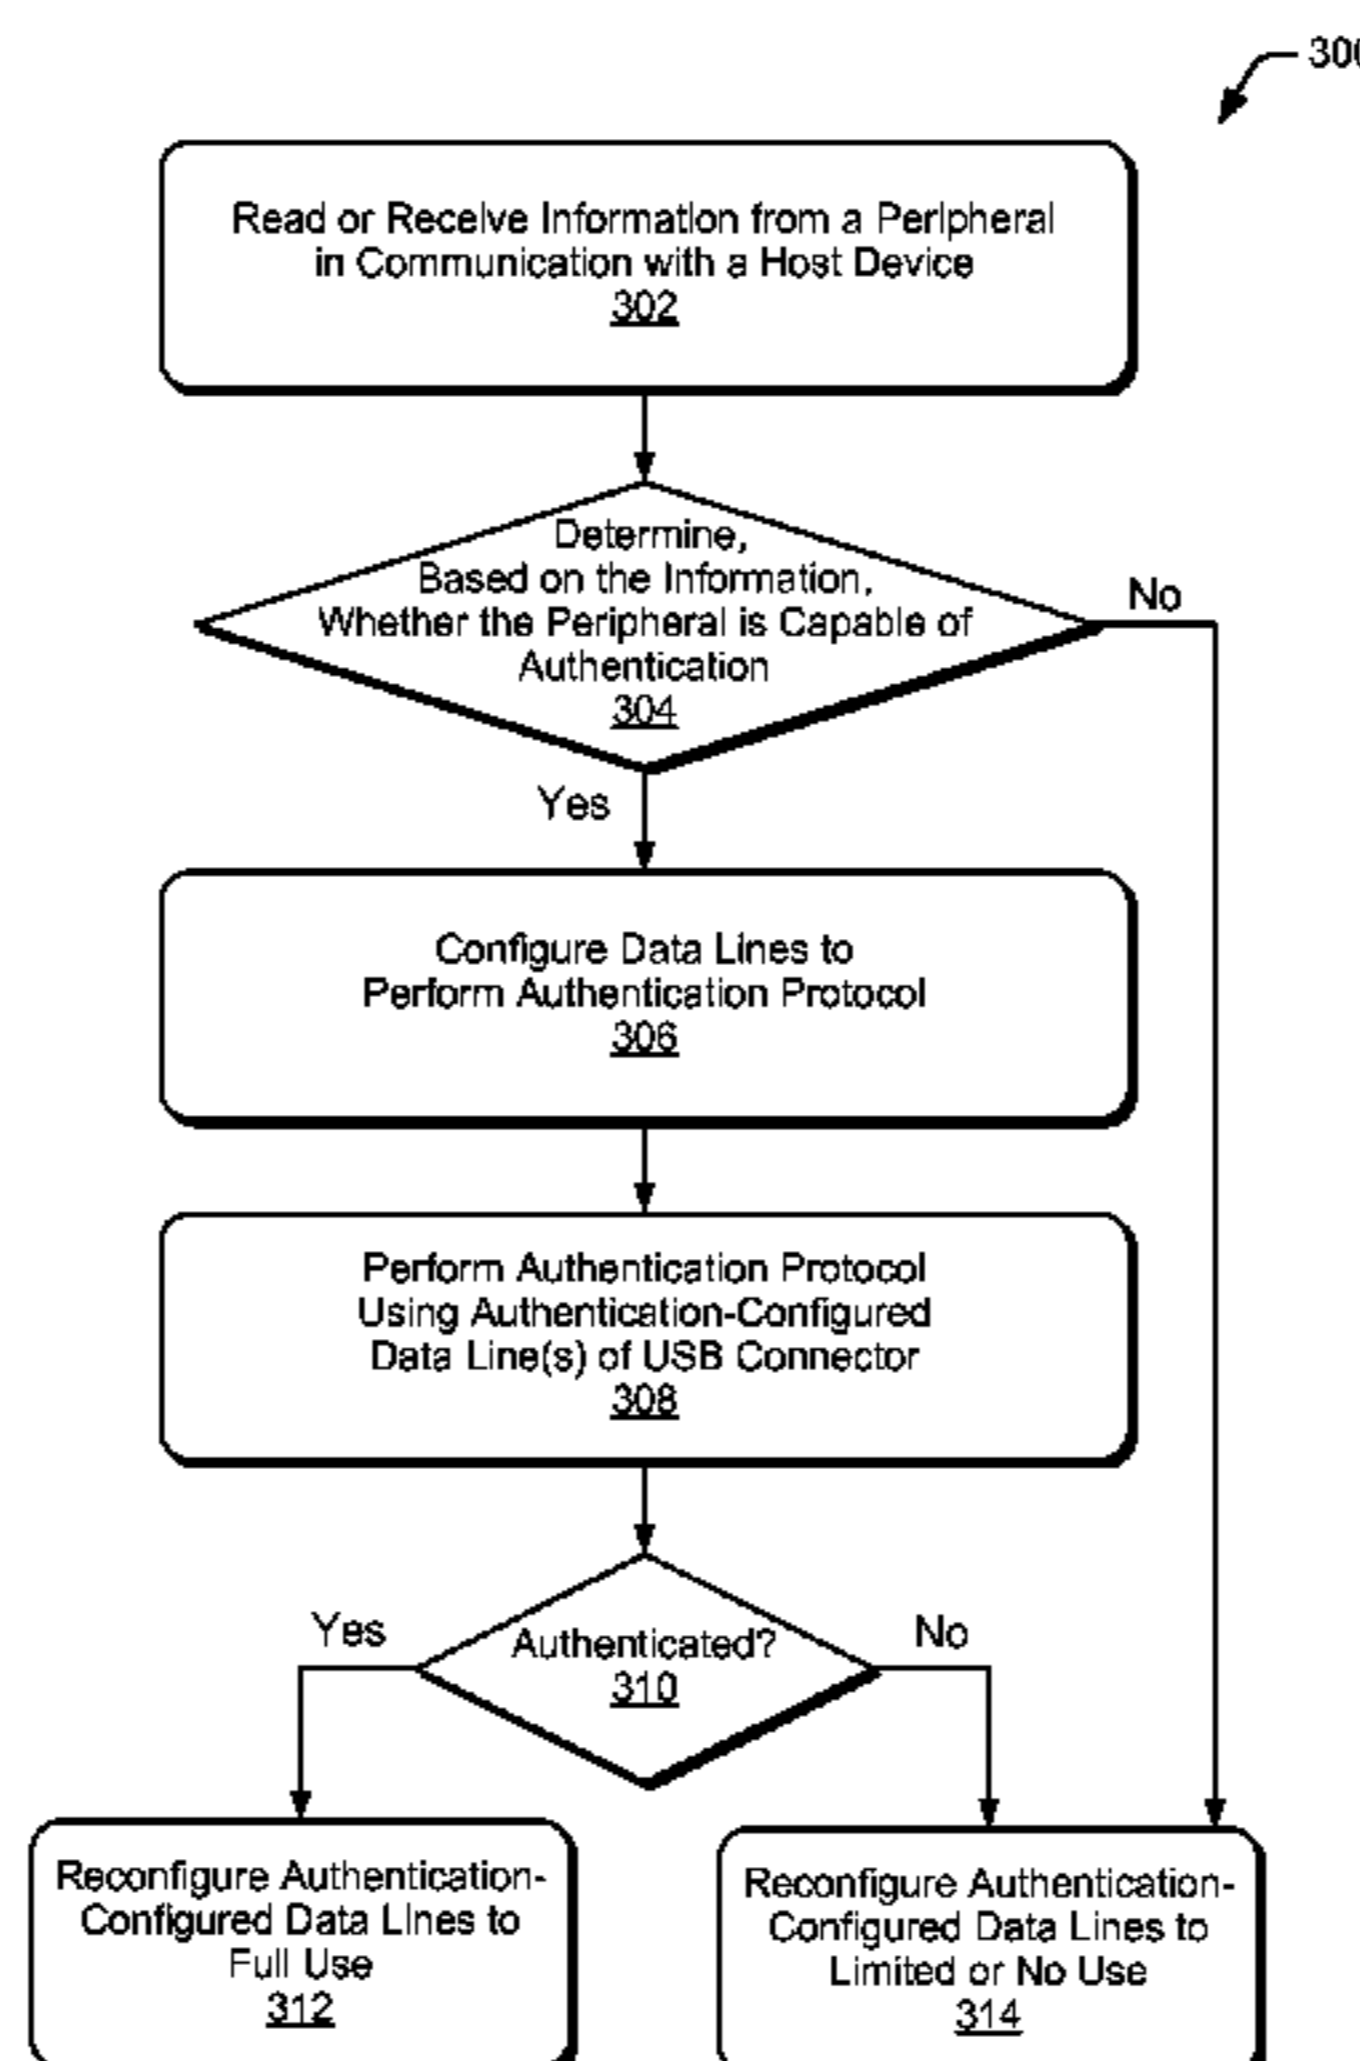 300
Read or Receive Information from a Peripheral
in Communication with a Host Device
302
Determine,
Based on the Information,
Whether the Peripheral is Capable of
Authentication
304
No
Yes
Configure Data Lines to
Perform Authentication Protocol
306
Perform Authentication Protocol
Using Authentication-Configured
Data Line(s) of USB Connector
308
Authenticated?
310
Yes
No
Reconfigure Authentication-
Configured Data Lines to
Full Use
312
Reconfigure Authentication-
Configured Data Lines to
Limited or No Use
314